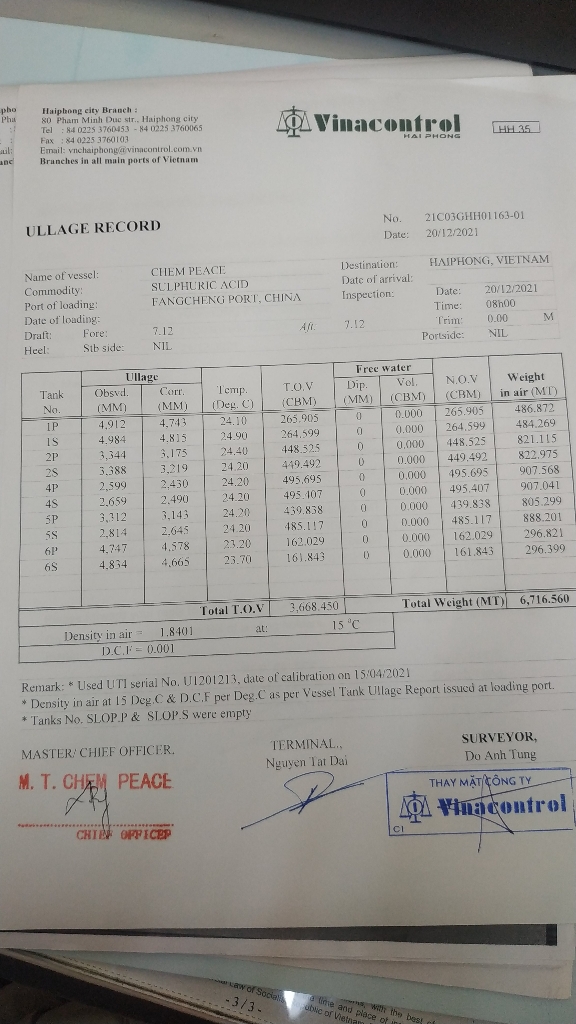 Haiphong city Branch :
80 Pham Minh Duc str., Haiphong city
Tel : 84 0225 3760453 - 84 0225 3760065
Fax : 84 0225 3760103
Email: vnchaiphong@vinacontrol.com.vn
Branches in all main ports of Vietnam
Vinacontrol
HAI PHONG
HH 35
ULLAGE RECORD
No. 21C03GHH01163-01
Date: 20/12/2021
Name of vessel: CHEM PEACE
Commodity: SULPHURIC ACID
Port of loading: FANGCHENG PORT, CHINA
Date of loading:
Draft: Fore: 7.12 Aft. 7.12
Heel: Stb side: NIL
Destination: HAIPHONG, VIETNAM
Date of arrival:
Inspection: Date: 20/12/2021
Time: 08h00
Trim: 0.00 M
Portside: NIL
Tank No. Ullage Obsvd. (MM) Corr. (MM) Temp. (Deg. C) T.O.V (CBM) Free water Dip. (MM) Vol. (CBM) N.O.V (CBM) Weight in air (MT)
1P 4,912 4,743 24.10 265.905 0 0.000 265.905 486.872
1S 4,984 4,815 24.90 264.599 0 0.000 264.599 484.269
2P 3,344 3,175 24.40 448.525 0 0.000 448.525 821.115
2S 3,388 3,219 24.20 449.492 0 0.000 449.492 822.975
4P 2,599 2,430 24.20 495.695 0 0.000 495.695 907.568
4S 2,659 2,490 24.20 495.407 0 0.000 495.407 907.041
5P 3,312 3,143 24.20 439.838 0 0.000 439.838 805.299
5S 2,814 2,645 24.20 485.117 0 0.000 485.117 888.201
6P 4,747 4,578 23.20 162.029 0 0.000 162.029 296.821
6S 4,834 4,665 23.70 161.843 0 0.000 161.843 296.399
Total T.O.V 3,668.450 Total Weight (MT) 6,716.560
Density in air = 1.8401 at: 15 °C
D.C.F = 0.001
Remark: * Used UTI serial No. U1201213, date of calibration on 15/04/2021
* Density in air at 15 Deg.C & D.C.F per Deg.C as per Vessel Tank Ullage Report issued at loading port.
* Tanks No. SLOP.P & SLOP.S were empty
MASTER/ CHIEF OFFICER.
TERMINAL.,
Nguyen Tat Dai
SURVEYOR,
Do Anh Tung
M. T. CHEM PEACE
CHIEF OFFICER
THAY MẶT CÔNG TY
Vinacontrol
C1
-3/3-